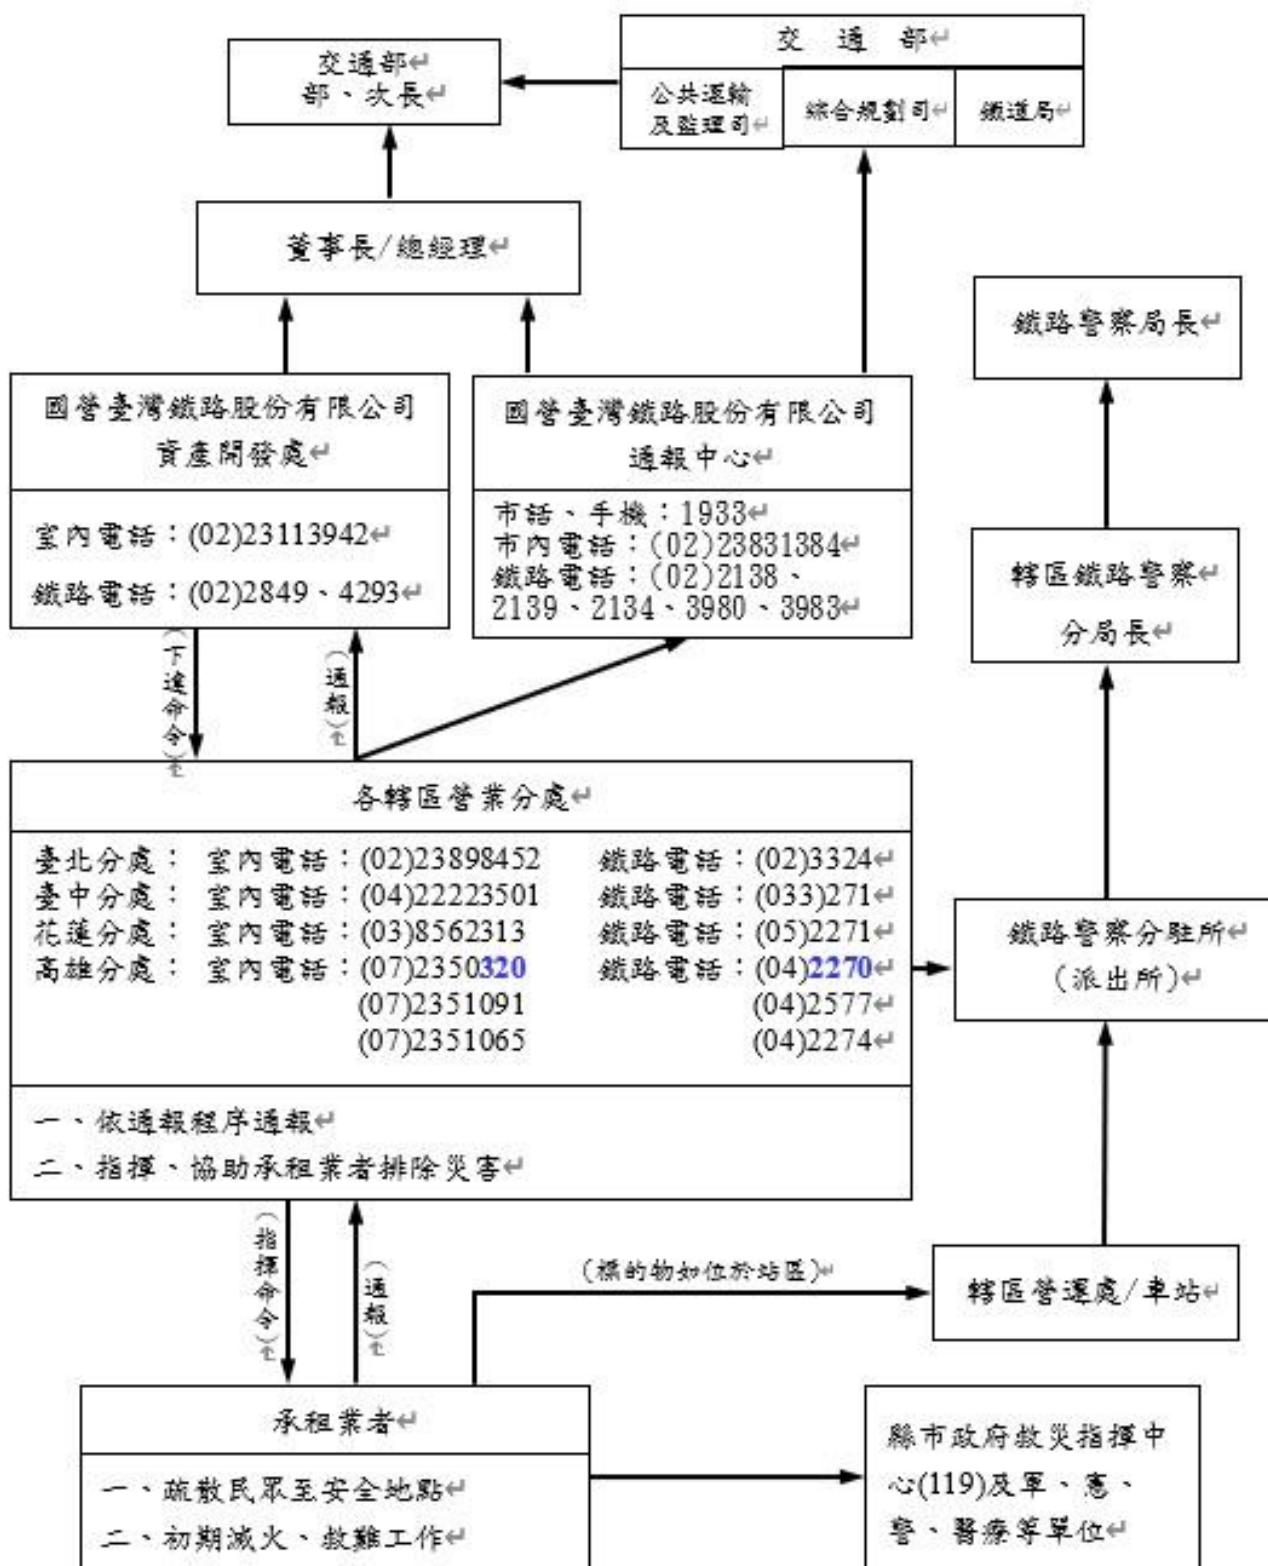 交通部
部、次長
交通部
公共運輸
及監理司
綜合規劃司
鐵道局
董事長/總經理
鐵路警察局長
國營臺灣鐵路股份有限公司
資產開發處
室內電話：(02)23113942
鐵路電話：(02)2849、4293
國營臺灣鐵路股份有限公司
通報中心
市話、手機：1933
市內電話：(02)23831384
鐵路電話：(02)2138、
2139、2134、3980、3983
轄區鐵路警察
分局長
(下達命令)
(通報)
各轄區營業分處
臺北分處： 室內電話：(02)23898452 鐵路電話：(02)3324
臺中分處： 室內電話：(04)22223501 鐵路電話：(033)271
花蓮分處： 室內電話：(03)8562313 鐵路電話：(05)2271
高雄分處： 室內電話：(07)2350320 鐵路電話：(04)2270
(07)2351091 (04)2577
(07)2351065 (04)2274
一、依通報程序通報
二、指揮、協助承租業者排除災害
鐵路警察分駐所
(派出所)
(指揮命令)
(通報)
(標的物如位於站區)
轄區營運處/車站
承租業者
一、疏散民眾至安全地點
二、初期滅火、救難工作
縣市政府救災指揮中
心(119)及軍、憲、
警、醫療等單位